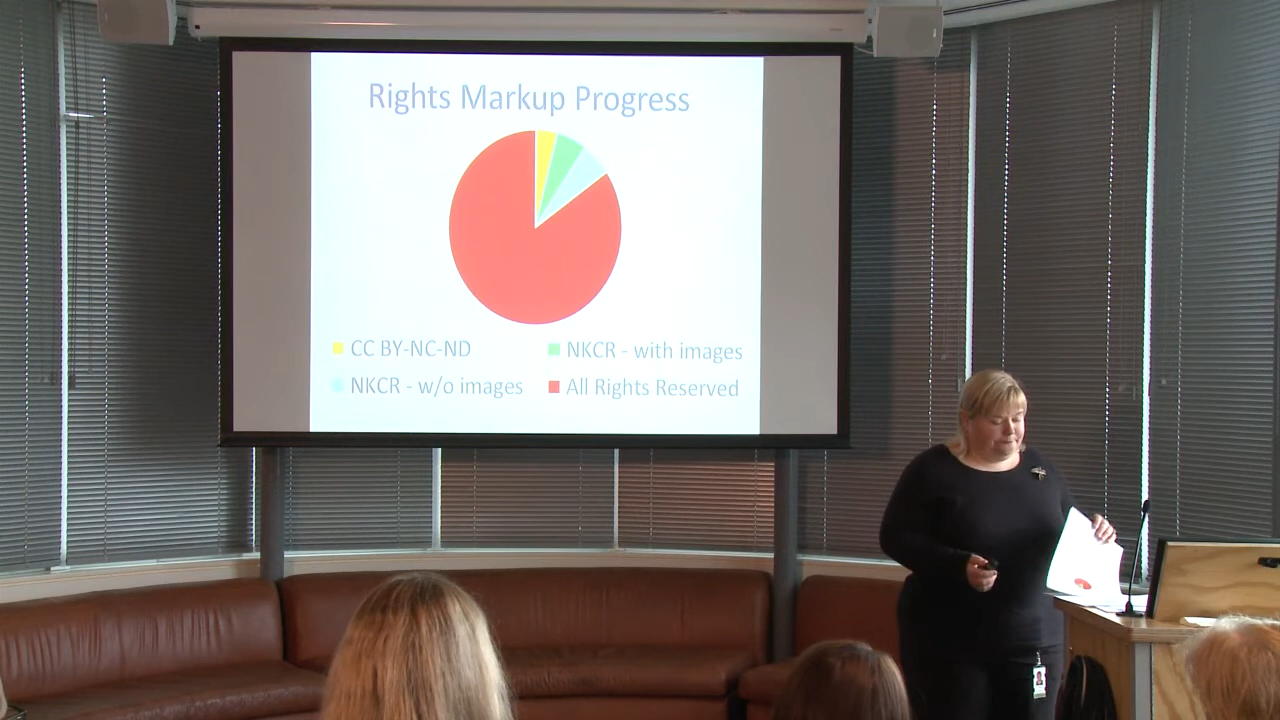 Rights Markup Progress
CC BY-NC-ND
NKCR - with images
NKCR - w/o images
All Rights Reserved